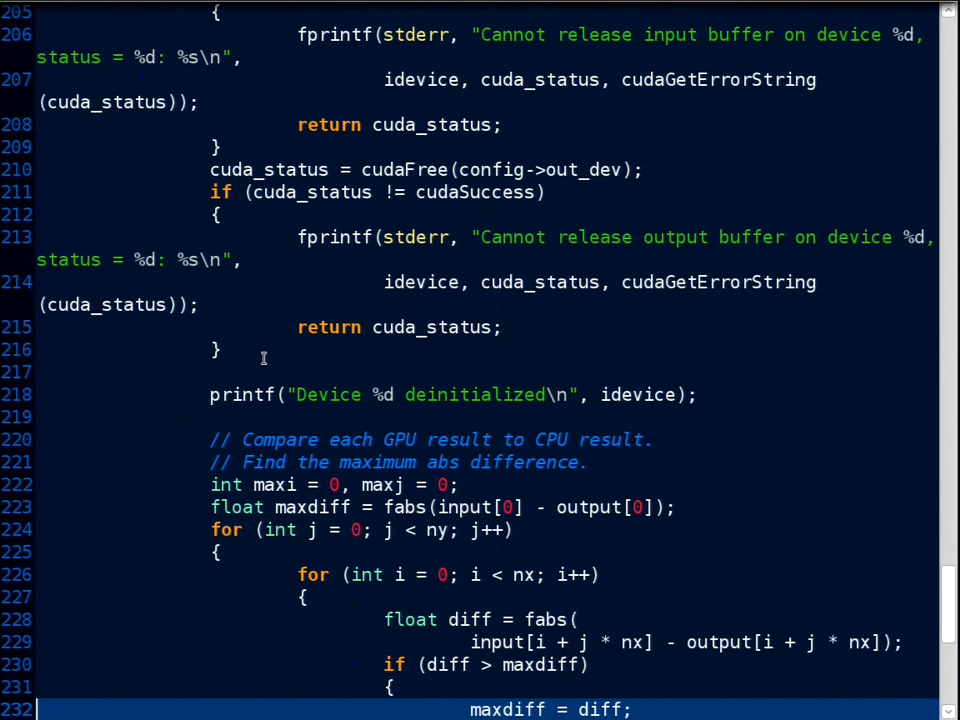 205                 {
206                         fprintf(stderr, "Cannot release input buffer on device %d,
status = %d: %s\n",
207                                 idevice, cuda_status, cudaGetErrorString
(cuda_status));
208                         return cuda_status;
209                 }
210                 cuda_status = cudaFree(config->out_dev);
211                 if (cuda_status != cudaSuccess)
212                 {
213                         fprintf(stderr, "Cannot release output buffer on device %d,
status = %d: %s\n",
214                                 idevice, cuda_status, cudaGetErrorString
(cuda_status));
215                         return cuda_status;
216                 }
217
218                 printf("Device %d deinitialized\n", idevice);
219
220                 // Compare each GPU result to CPU result.
221                 // Find the maximum abs difference.
222                 int maxi = 0, maxj = 0;
223                 float maxdiff = fabs(input[0] - output[0]);
224                 for (int j = 0; j < ny; j++)
225                 {
226                         for (int i = 0; i < nx; i++)
227                         {
228                                 float diff = fabs(
229                                         input[i + j * nx] - output[i + j * nx]);
230                                 if (diff > maxdiff)
231                                 {
232                                         maxdiff = diff;